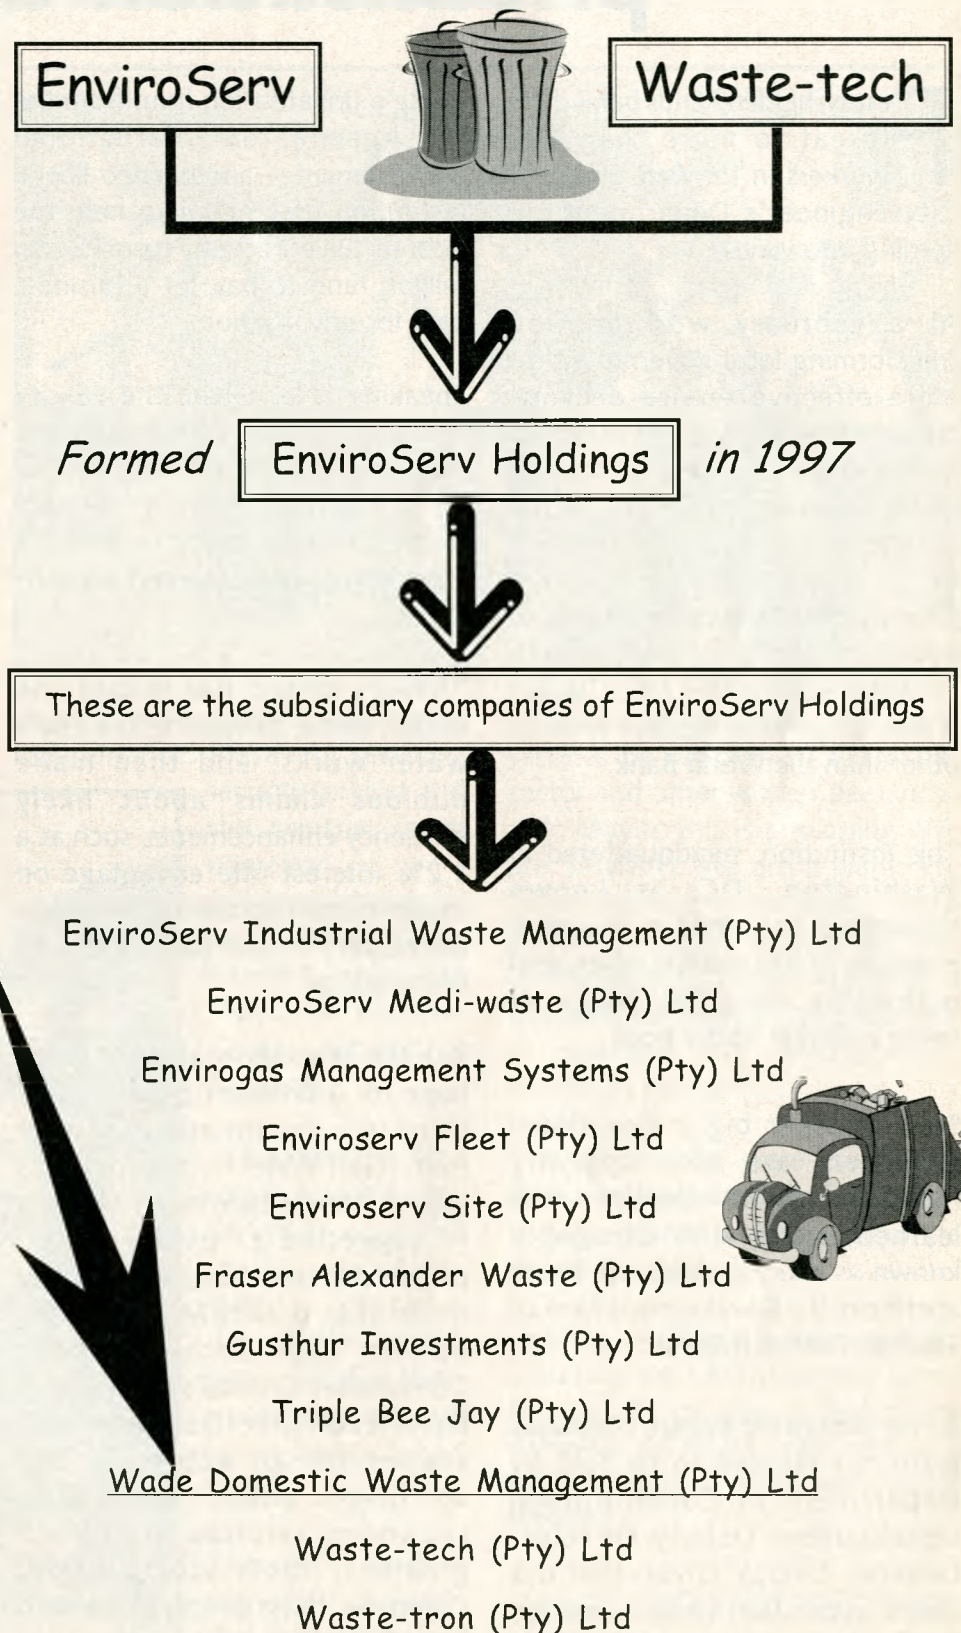 EnviroServ
Waste-tech
Formed EnviroServ Holdings in 1997
These are the subsidiary companies of EnviroServ Holdings
EnviroServ Industrial Waste Management (Pty) Ltd
EnviroServ Medi-waste (Pty) Ltd
Envirogas Management Systems (Pty) Ltd
Enviroserv Fleet (Pty) Ltd
Enviroserv Site (Pty) Ltd
Fraser Alexander Waste (Pty) Ltd
Gusthur Investments (Pty) Ltd
Triple Bee Jay (Pty) Ltd
Wade Domestic Waste Management (Pty) Ltd
Waste-tech (Pty) Ltd
Waste-tron (Pty) Ltd